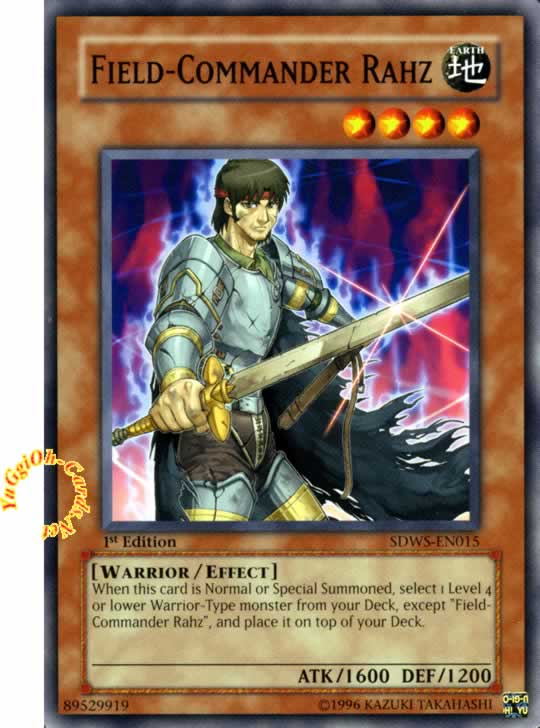 FIELD-COMMANDER RAHZ
EARTH
地
YuGgiOh-Cards.Net
1st Edition
SDWS-EN015
[WARRIOR / EFFECT]
When this card is Normal or Special Summoned, select 1 Level 4
or lower Warrior-Type monster from your Deck, except "Field-
Commander Rahz", and place it on top of your Deck.
ATK/1600 DEF/1200
89529919
©1996 KAZUKI TAKAHASHI